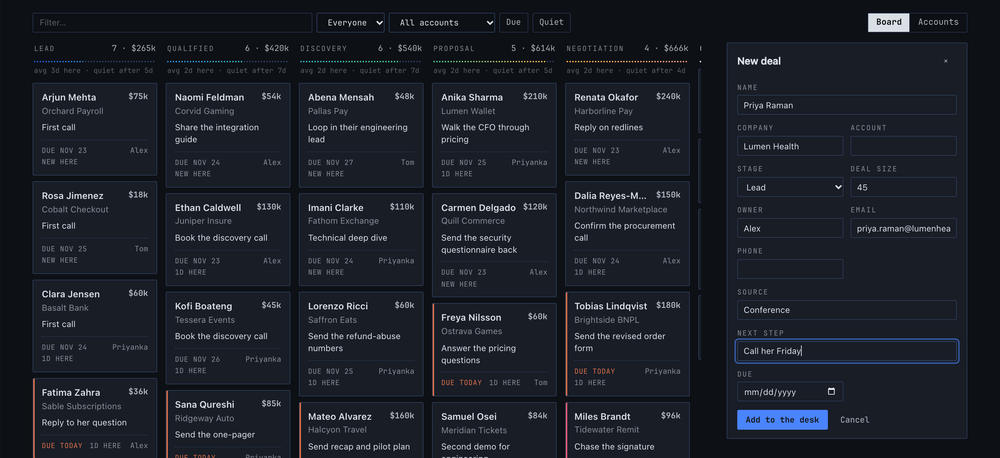 Filter...
Everyone
All accounts
Due
Quiet
Board
Accounts
LEAD 7 · $265k
avg 3d here · quiet after 5d
Arjun Mehta $75k
Orchard Payroll
First call
DUE NOV 23 Alex
NEW HERE
Rosa Jimenez $18k
Cobalt Checkout
First call
DUE NOV 25 Tom
NEW HERE
Clara Jensen $60k
Basalt Bank
First call
DUE NOV 24 Priyanka
1D HERE
Fatima Zahra $36k
Sable Subscriptions
Reply to her question
DUE TODAY 1D HERE Alex
QUALIFIED 6 · $420k
avg 2d here · quiet after 7d
Naomi Feldman $54k
Corvid Gaming
Share the integration
guide
DUE NOV 24 Alex
NEW HERE
Ethan Caldwell $130k
Juniper Insure
Book the discovery call
DUE NOV 24 Alex
1D HERE
Kofi Boateng $45k
Tessera Events
Book the discovery call
DUE NOV 26 Priyanka
1D HERE
Sana Qureshi $85k
Ridgeway Auto
Send the one-pager
DUE TODAY 1D HERE Priyanka
DISCOVERY 6 · $540k
avg 2d here · quiet after 7d
Abena Mensah $48k
Pallas Pay
Loop in their engineering
lead
DUE NOV 27 Tom
NEW HERE
Imani Clarke $110k
Fathom Exchange
Technical deep dive
DUE NOV 24 Priyanka
NEW HERE
Lorenzo Ricci $60k
Saffron Eats
Send the refund-abuse
numbers
DUE NOV 25 Priyanka
1D HERE
Mateo Alvarez $160k
Halcyon Travel
Send recap and pilot plan
PROPOSAL 5 · $614k
avg 2d here · quiet after 5d
Anika Sharma $210k
Lumen Wallet
Walk the CFO through
pricing
DUE NOV 25 Priyanka
1D HERE
Carmen Delgado $120k
Quill Commerce
Send the security
questionnaire back
DUE NOV 23 Alex
NEW HERE
Freya Nilsson $60k
Ostrava Games
Answer the pricing
questions
DUE TODAY 1D HERE Tom
Samuel Osei $84k
Meridian Tickets
Second demo for
engineering
NEGOTIATION 4 · $666k
avg 2d here · quiet after 4d
Renata Okafor $240k
Harborline Pay
Reply on redlines
DUE NOV 23 Alex
NEW HERE
Dalia Reyes-M... $150k
Northwind Marketplace
Confirm the procurement
call
DUE NOV 24 Alex
1D HERE
Tobias Lindqvist $180k
Brightside BNPL
Send the revised order
form
DUE TODAY Priyanka
1D HERE
Miles Brandt $96k
Tidewater Remit
Chase the signature
New deal ×
NAME
Priya Raman
COMPANY ACCOUNT
Lumen Health
STAGE DEAL SIZE
Lead 45
OWNER EMAIL
Alex priya.raman@lumenhea
PHONE
SOURCE
Conference
NEXT STEP
Call her Friday
DUE
mm/dd/yyyy
Add to the desk Cancel